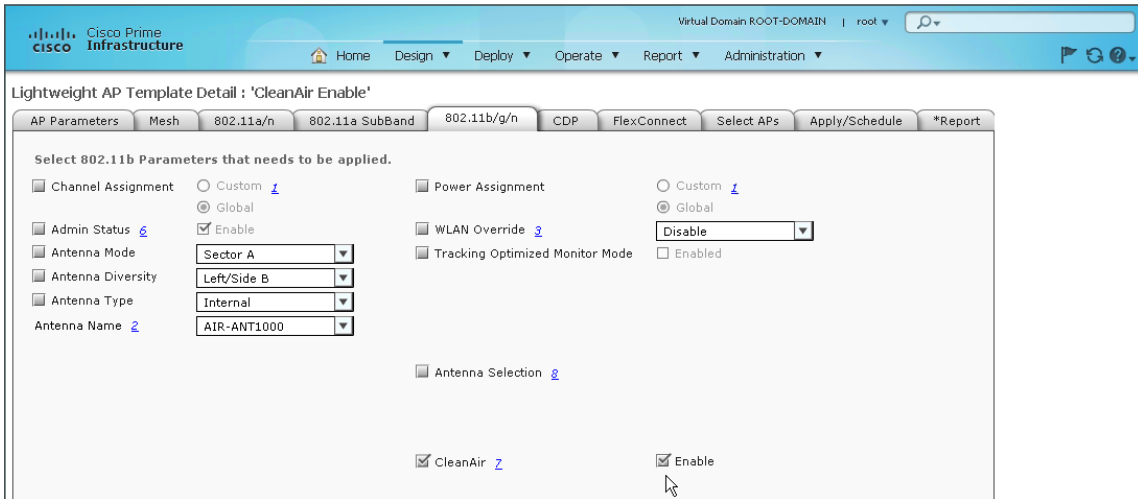 Virtual Domain ROOT-DOMAIN | root
cisco
Cisco Prime
Infrastructure
Home Design Deploy Operate Report Administration
Lightweight AP Template Detail : 'CleanAir Enable'
AP Parameters Mesh 802.11a/n 802.11a SubBand 802.11b/g/n CDP FlexConnect Select APs Apply/Schedule *Report
Select 802.11b Parameters that needs to be applied.
Channel Assignment Custom 1 Power Assignment Custom 1
Global Global
Admin Status 6 Enable WLAN Override 3 Disable
Antenna Mode Sector A Tracking Optimized Monitor Mode Enabled
Antenna Diversity Left/Side B
Antenna Type Internal
Antenna Name 2 AIR-ANT1000
Antenna Selection 8
CleanAir 7 Enable